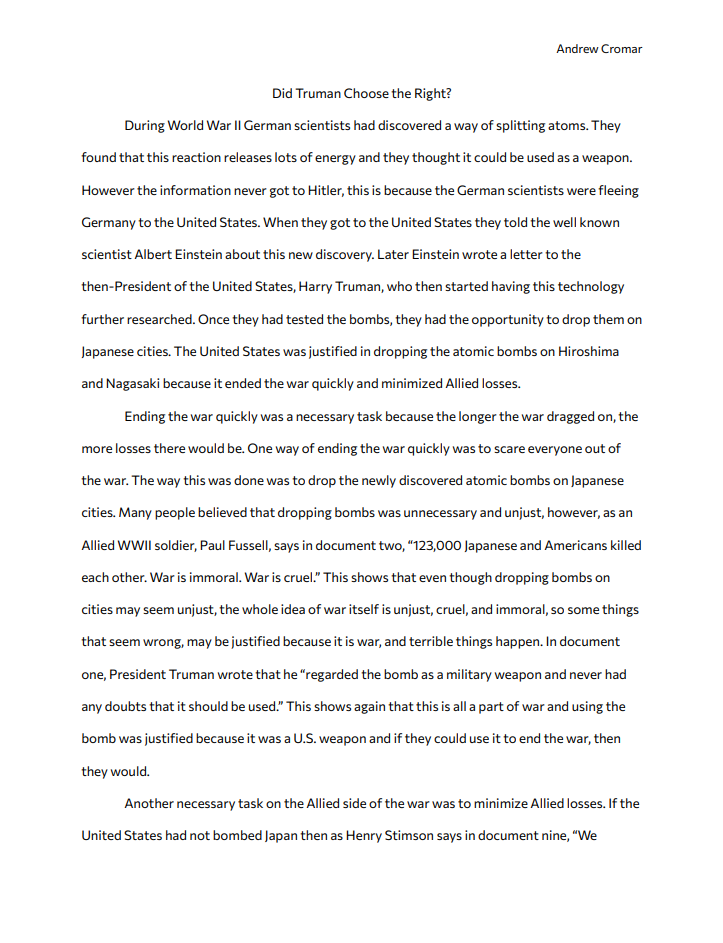 Andrew Cromar
Did Truman Choose the Right?
During World War II German scientists had discovered a way of splitting atoms. They
found that this reaction releases lots of energy and they thought it could be used as a weapon.
However the information never got to Hitler, this is because the German scientists were fleeing
Germany to the United States. When they got to the United States they told the well known
scientist Albert Einstein about this new discovery. Later Einstein wrote a letter to the
then-President of the United States, Harry Truman, who then started having this technology
further researched. Once they had tested the bombs, they had the opportunity to drop them on
Japanese cities. The United States was justified in dropping the atomic bombs on Hiroshima
and Nagasaki because it ended the war quickly and minimized Allied losses.
Ending the war quickly was a necessary task because the longer the war dragged on, the
more losses there would be. One way of ending the war quickly was to scare everyone out of
the war. The way this was done was to drop the newly discovered atomic bombs on Japanese
cities. Many people believed that dropping bombs was unnecessary and unjust, however, as an
Allied WWII soldier, Paul Fussell, says in document two, “123,000 Japanese and Americans killed
each other. War is immoral. War is cruel.” This shows that even though dropping bombs on
cities may seem unjust, the whole idea of war itself is unjust, cruel, and immoral, so some things
that seem wrong, may be justified because it is war, and terrible things happen. In document
one, President Truman wrote that he “regarded the bomb as a military weapon and never had
any doubts that it should be used.” This shows again that this is all a part of war and using the
bomb was justified because it was a U.S. weapon and if they could use it to end the war, then
they would.
Another necessary task on the Allied side of the war was to minimize Allied losses. If the
United States had not bombed Japan then as Henry Stimson says in document nine, “We